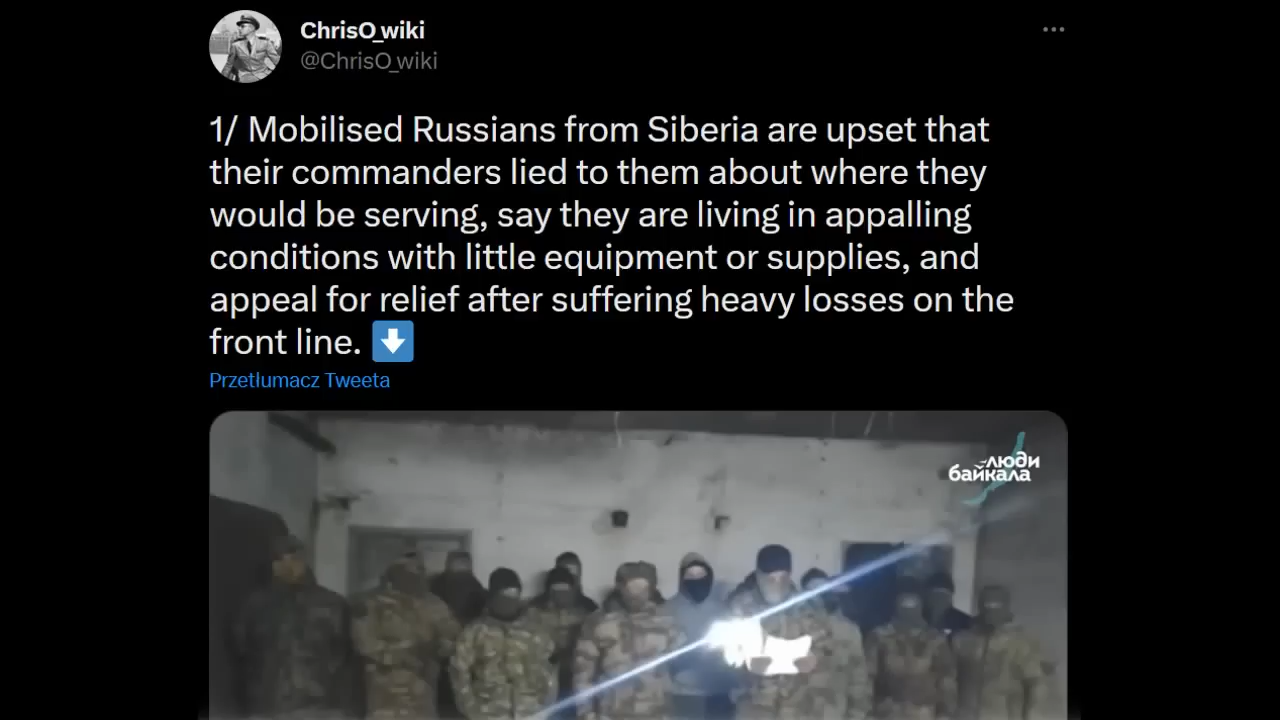 ChrisO_wiki
@ChrisO_wiki
1/ Mobilised Russians from Siberia are upset that
their commanders lied to them about where they
would be serving, say they are living in appalling
conditions with little equipment or supplies, and
appeal for relief after suffering heavy losses on the
front line. ⬇️
Przetłumacz Tweeta
люди
байкала